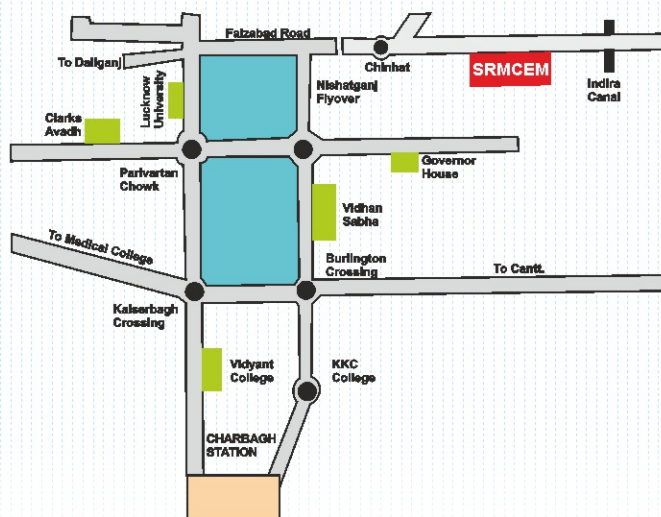 Faizabad Road
To Daliganj
Chinhat
SRMCEM
Indira
Canal
Lucknow
University
Nishatganj
Flyover
Clarks
Avadh
Parivartan
Chowk
Governor
House
Vidhan
Sabha
To Medical College
Burlington
Crossing
To Cantt.
Kaiserbagh
Crossing
Vidyant
College
KKC
College
CHARBAGH
STATION